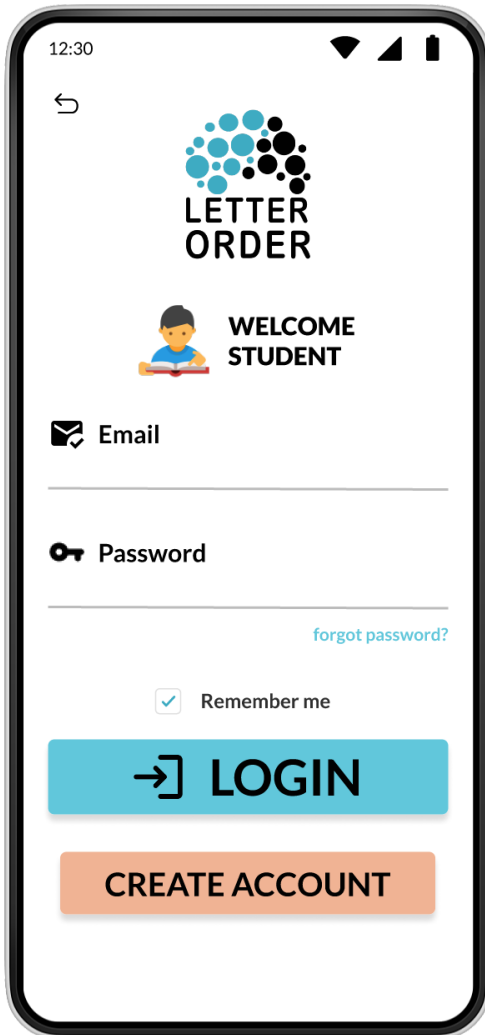 12:30
LETTER
ORDER
WELCOME
STUDENT
Email
Password
forgot password?
Remember me
LOGIN
CREATE ACCOUNT